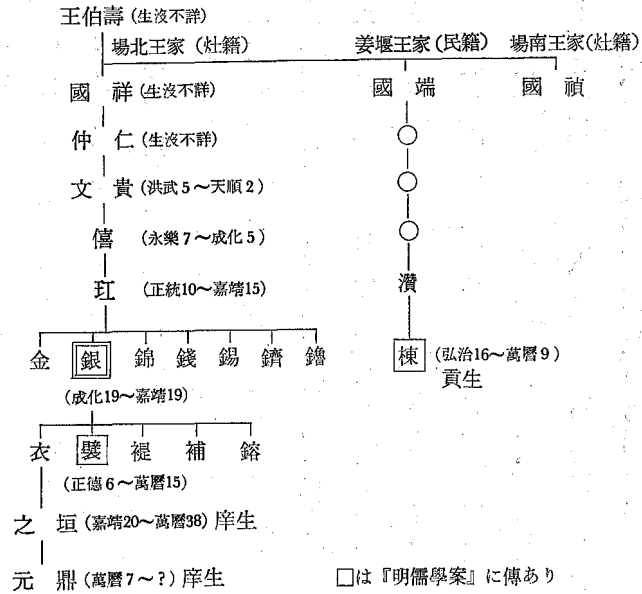 王伯壽(生沒不詳)
場北王家(灶籍) 姜堰王家(民籍) 場南王家(灶籍)
國祥(生沒不詳) 國端 國禎
仲仁(生沒不詳)
文貴(洪武5～天順2)
僖(永樂7～成化5)
玒(正統10～嘉靖15)
瓚
金 銀 錦 錢 錫 鑇 鏴 棟(弘治16～萬曆9)
貢生
(成化19～嘉靖19)
衣 襞 褆 補 鎔
(正德6～萬曆15)
之垣(嘉靖20～萬曆38)庠生
元鼎(萬曆7～?)庠生 □は『明儒學案』に傳あり